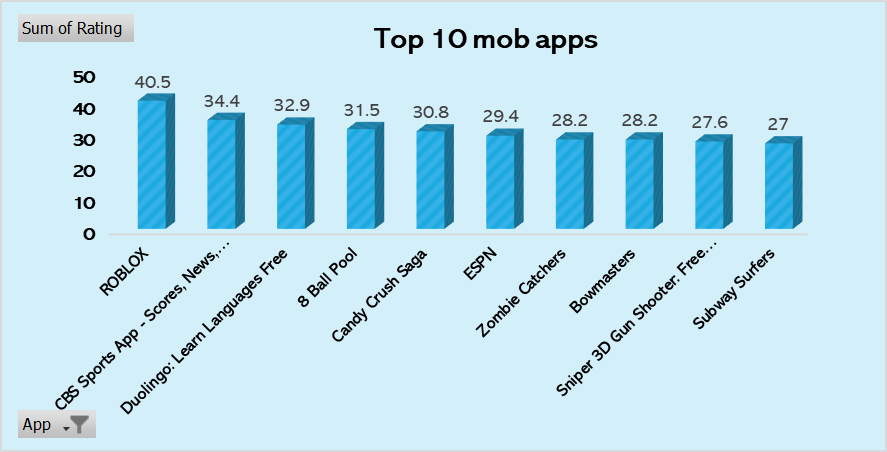 Sum of Rating
Top 10 mob apps
50
40
30
20
10
0
40.5
34.4
32.9
31.5
30.8
29.4
28.2
28.2
27.6
27
ROBLOX
CBS Sports App - Scores, News,...
Duolingo: Learn Languages Free
8 Ball Pool
Candy Crush Saga
ESPN
Zombie Catchers
Bowmasters
Sniper 3D Gun Shooter: Free...
Subway Surfers
App